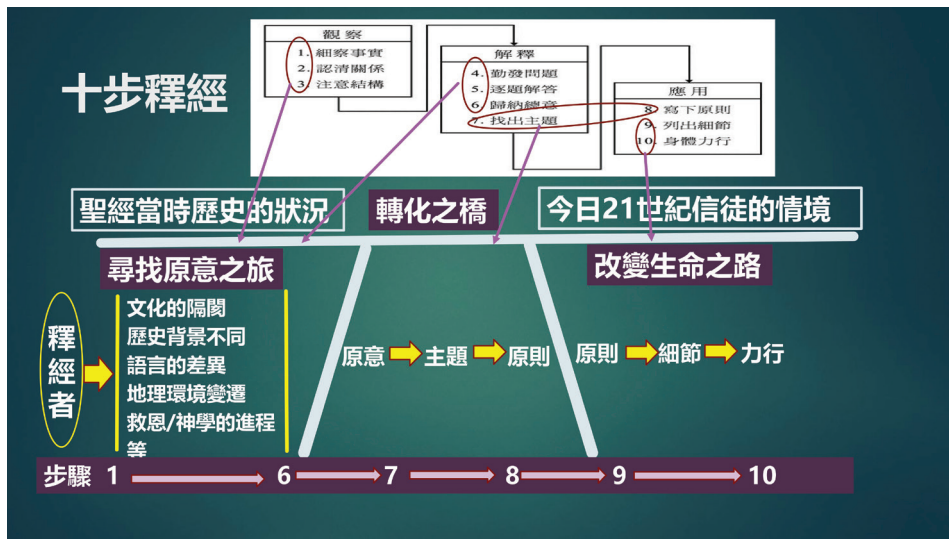 十步釋經
觀察
1. 細察事實
2. 認清關係
3. 注意結構
解釋
4. 勤發問題
5. 逐題解答
6. 歸納總意
7. 找出主題
應用
8. 寫下原則
9. 列出細節
10. 身體力行
聖經當時歷史的狀況
轉化之橋
今日21世紀信徒的情境
尋找原意之旅
改變生命之路
釋經者
文化的隔閡
歷史背景不同
語言的差異
地理環境變遷
救恩/神學的進程
等
原意 主題 原則
原則 細節 力行
步驟 1 6 7 8 9 10